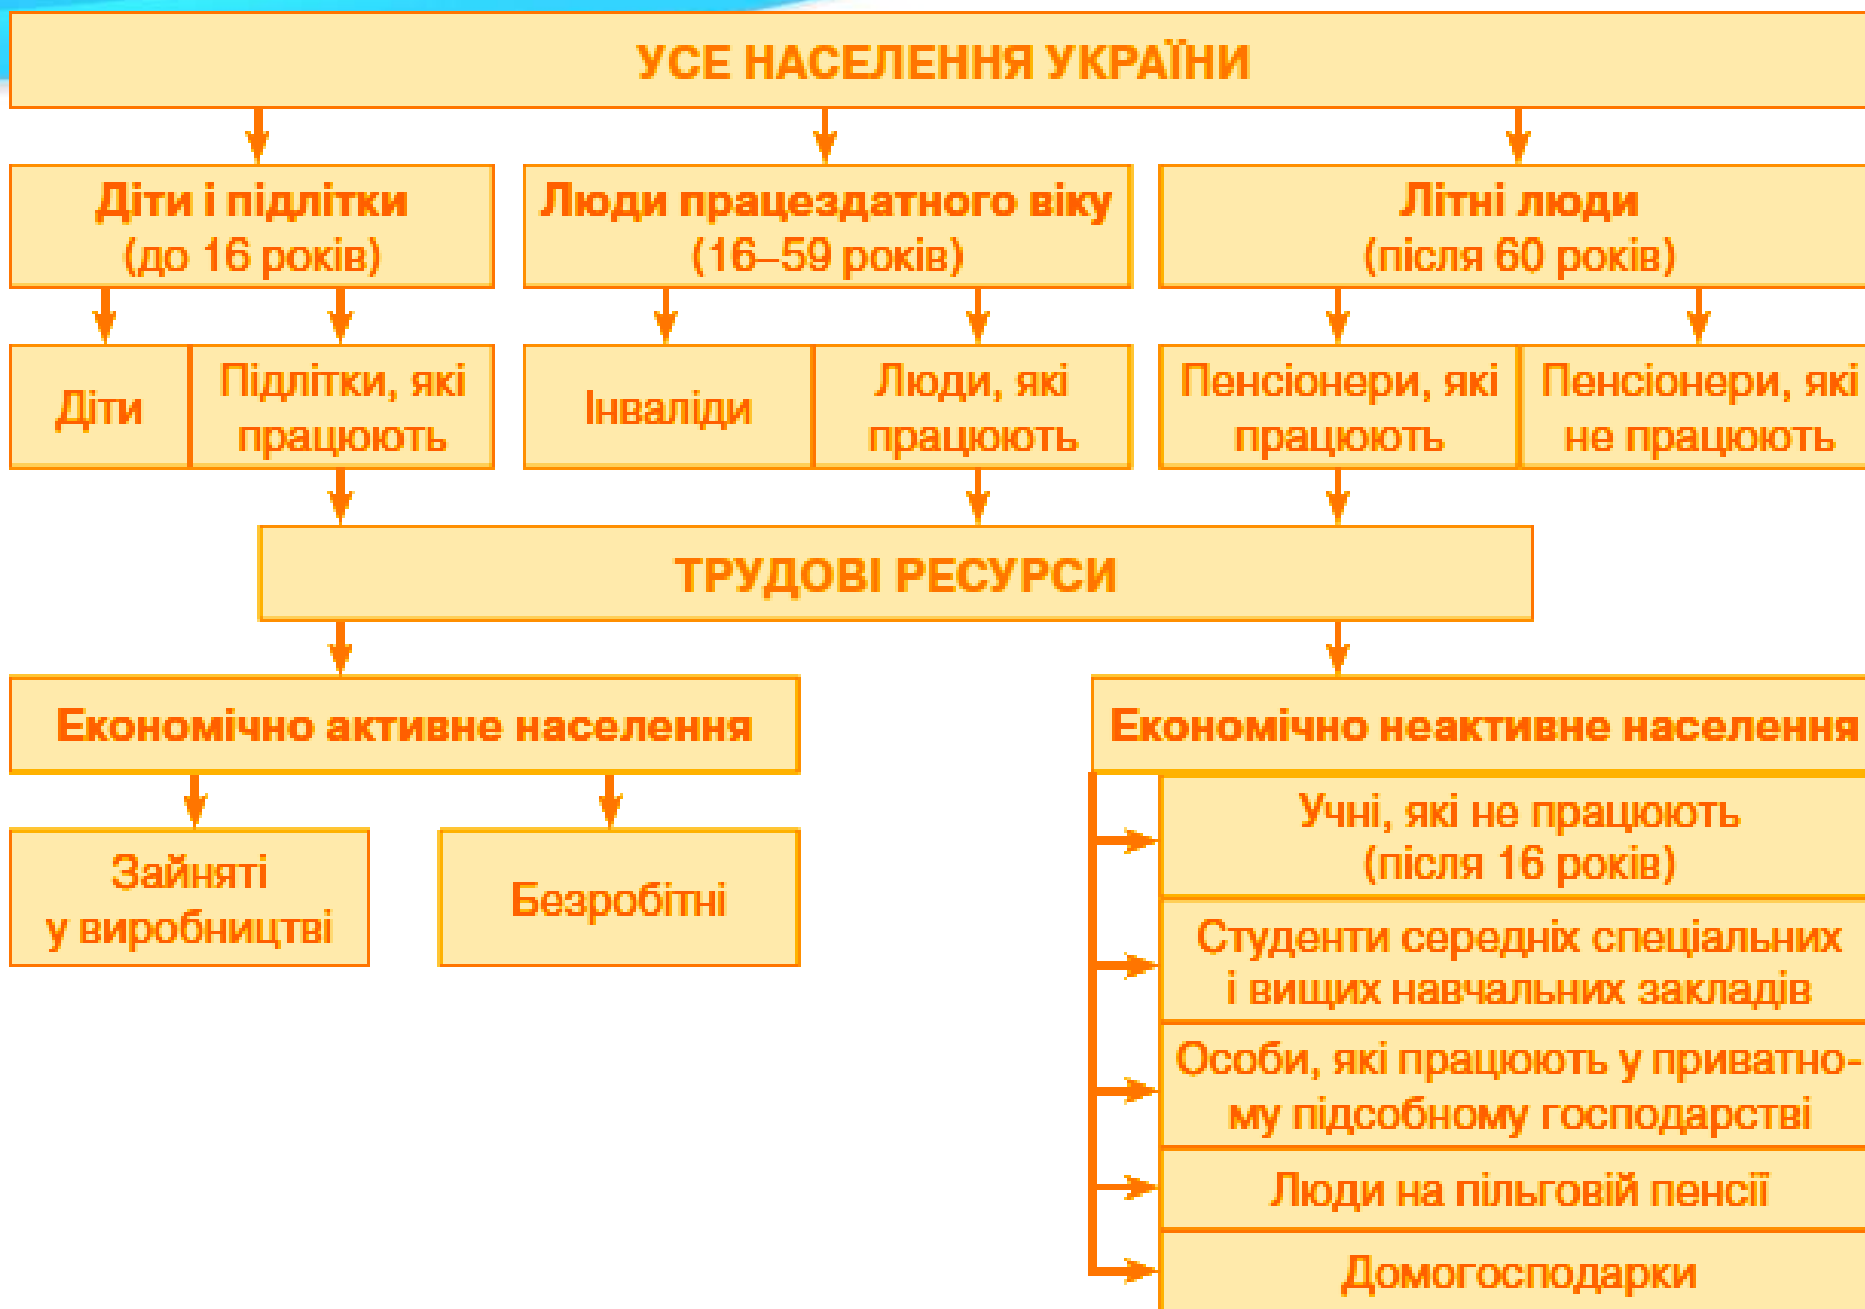 УСЕ НАСЕЛЕННЯ УКРАЇНИ
Діти і підлітки
(до 16 років)
Люди працездатного віку
(16–59 років)
Літні люди
(після 60 років)
Діти
Підлітки, які
працюють
Інваліди
Люди, які
працюють
Пенсіонери, які
працюють
Пенсіонери, які
не працюють
ТРУДОВІ РЕСУРСИ
Економічно активне населення
Економічно неактивне населення
Зайняті
у виробництві
Безробітні
Учні, які не працюють
(після 16 років)
Студенти середніх спеціальних
і вищих навчальних закладів
Особи, які працюють у приватно-
му підсобному господарстві
Люди на пільговій пенсії
Домогосподарки